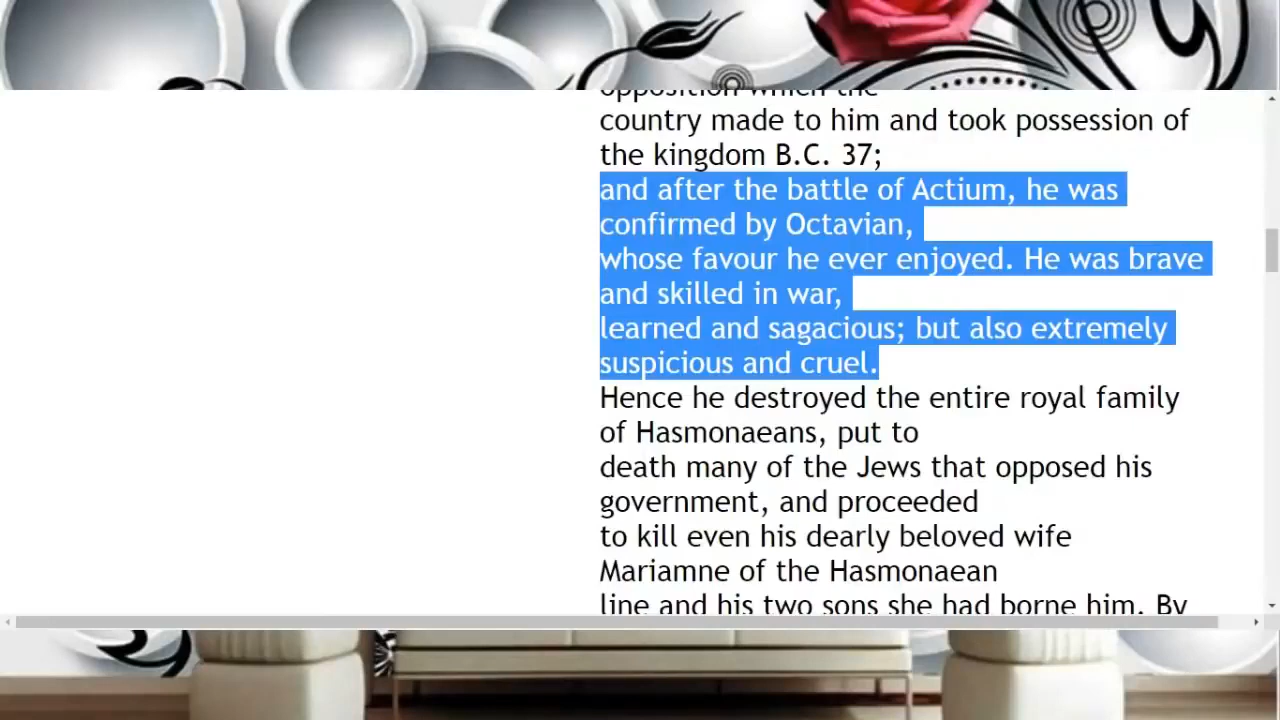 opposition which the
country made to him and took possession of
the kingdom B.C. 37;
and after the battle of Actium, he was
confirmed by Octavian,
whose favour he ever enjoyed. He was brave
and skilled in war,
learned and sagacious; but also extremely
suspicious and cruel.
Hence he destroyed the entire royal family
of Hasmonaeans, put to
death many of the Jews that opposed his
government, and proceeded
to kill even his dearly beloved wife
Mariamne of the Hasmonaean
line and his two sons she had borne him. By